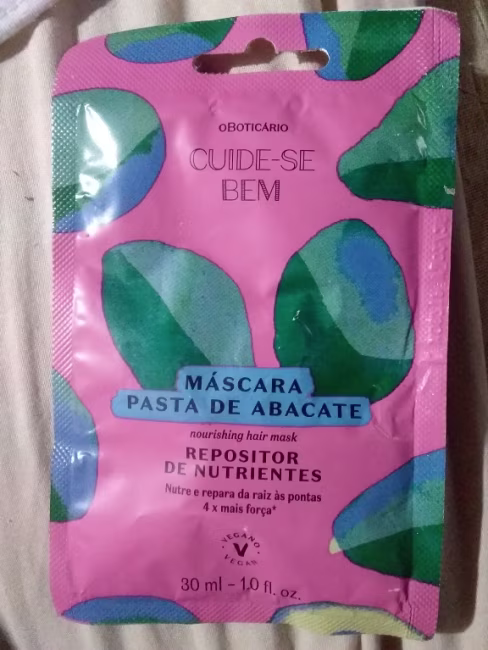 oBOTICÁRIO
CUIDE-SE
BEM
MÁSCARA
PASTA DE ABACATE
nourishing hair mask
REPOSITOR
DE NUTRIENTES
Nutre e repara da raiz às pontas
4 x mais força*
VEGANO
V
VEGAN
30 ml – 1.0 fl. oz.